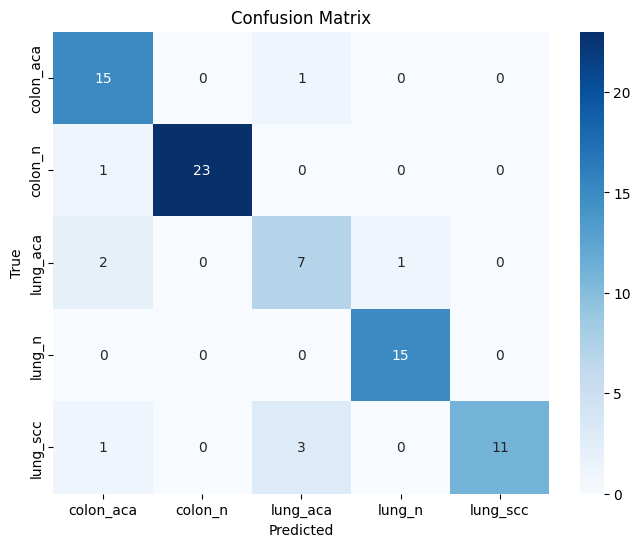 Confusion Matrix
colon_aca 15 0 1 0 0
colon_n 1 23 0 0 0
lung_aca 2 0 7 1 0
lung_n 0 0 0 15 0
lung_scc 1 0 3 0 11
colon_aca colon_n lung_aca lung_n lung_scc
Predicted
True
20
15
10
5
0